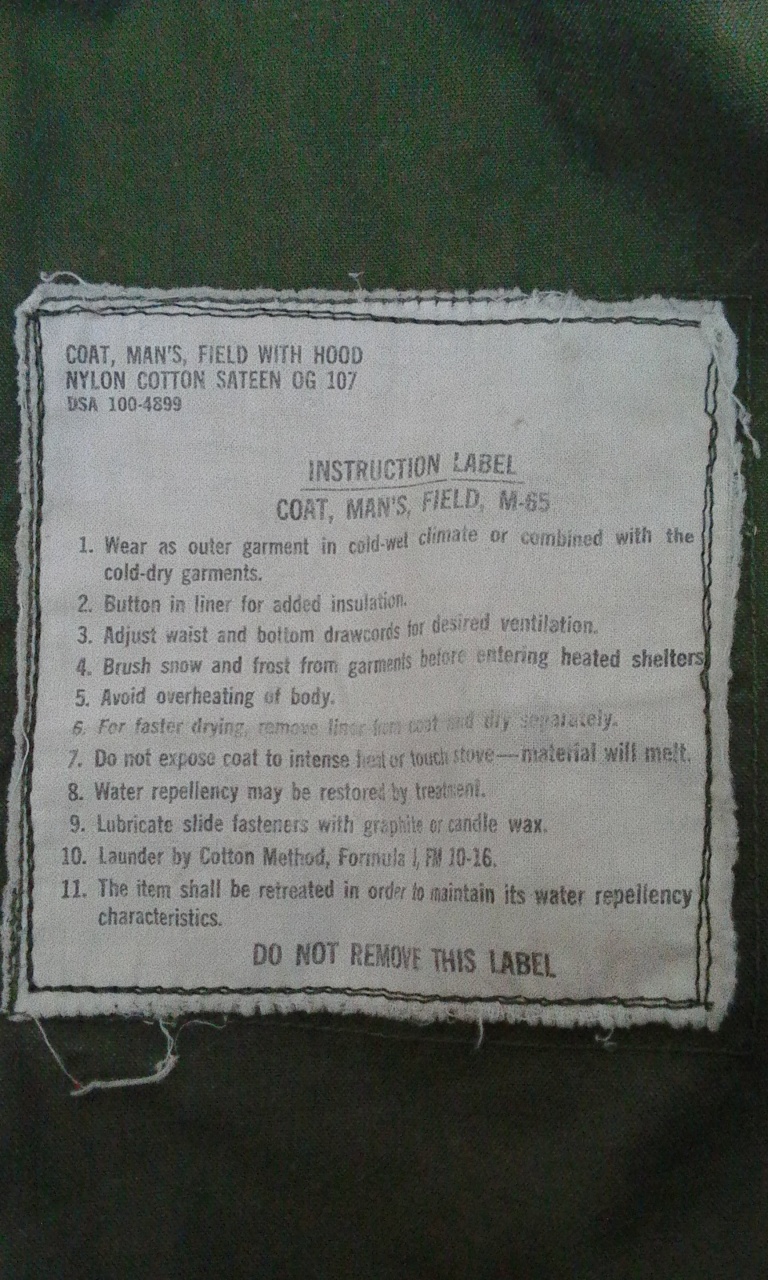 COAT, MAN'S, FIELD WITH HOOD
NYLON COTTON SATEEN OG 107
DSA 100-4899
INSTRUCTION LABEL
COAT, MAN'S, FIELD, M-65
1. Wear as outer garment in cold-wet climate or combined with the
cold-dry garments.
2. Button in liner for added insulation.
3. Adjust waist and bottom drawcords for desired ventilation.
4. Brush snow and frost from garments before entering heated shelters
5. Avoid overheating of body.
6. For faster drying, remove liner from coat and dry separately.
7. Do not expose coat to intense heat or touch stove—material will melt.
8. Water repellency may be restored by treatment.
9. Lubricate slide fasteners with graphite or candle wax.
10. Launder by Cotton Method, Formula I, FM 10-16.
11. The item shall be retreated in order to maintain its water repellency
characteristics.
DO NOT REMOVE THIS LABEL